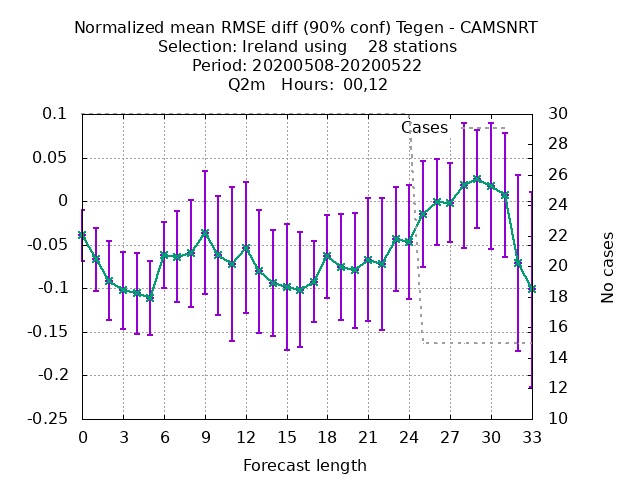 Normalized mean RMSE diff (90% conf) Tegen - CAMSNRT
Selection: Ireland using    28 stations
Period: 20200508-20200522
Q2m   Hours:  00,12
Cases
0.1
0.05
0
-0.05
-0.1
-0.15
-0.2
-0.25
30
28
26
24
22
20
18
16
14
12
10
No cases
0 3 6 9 12 15 18 21 24 27 30 33
Forecast length